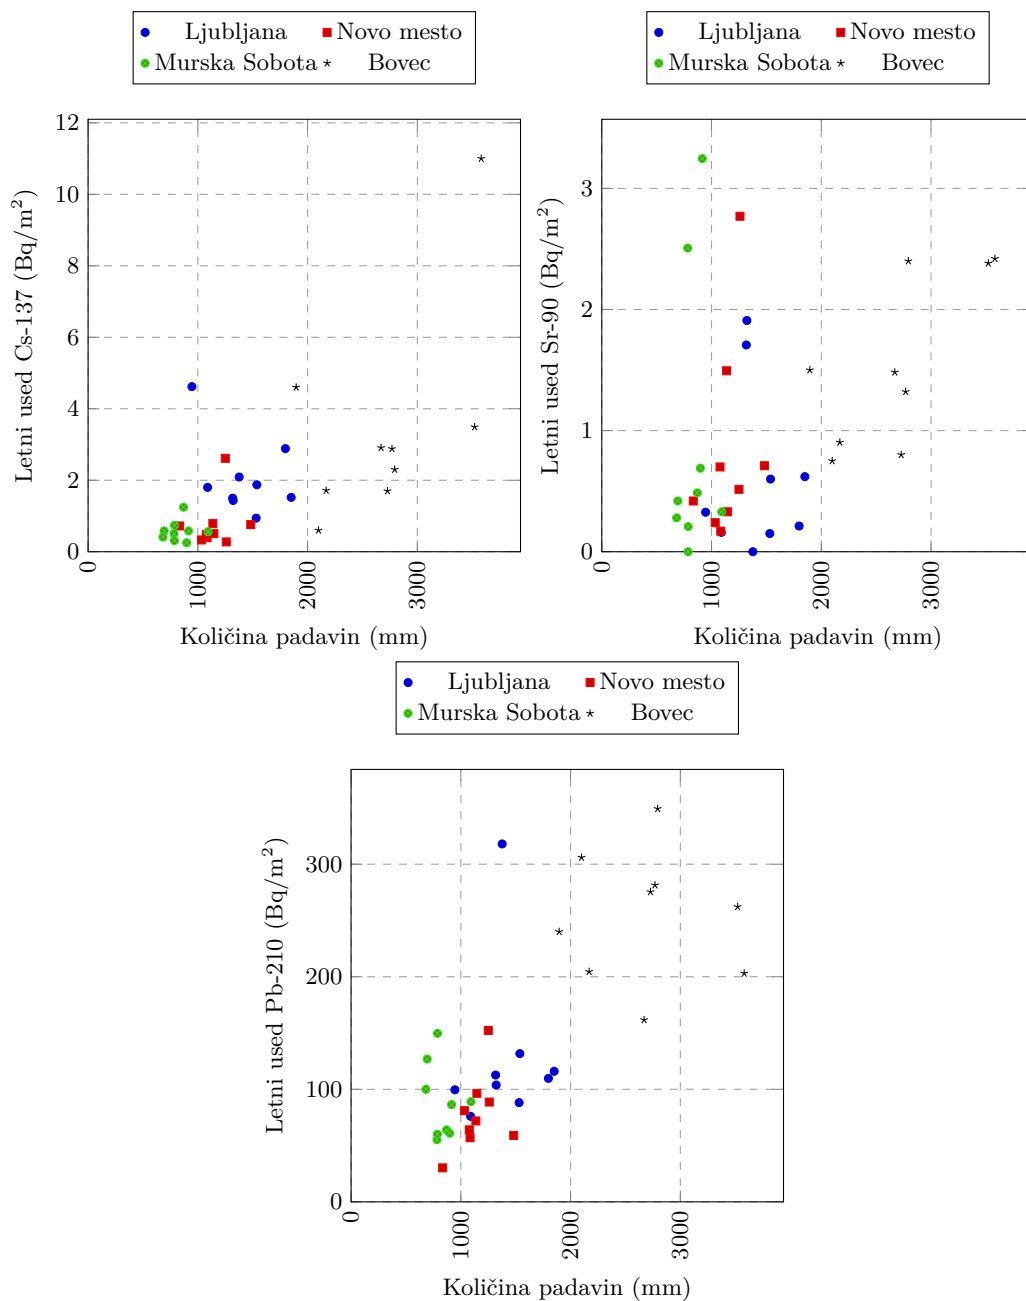 Ljubljana Novo mesto
Murska Sobota Bovec
12
10
8
6
4
2
0
Letni used Cs-137 (Bq/m²)
0 1000 2000 3000
Količina padavin (mm)
Ljubljana Novo mesto
Murska Sobota Bovec
3
2
1
0
Letni used Sr-90 (Bq/m²)
0 1000 2000 3000
Količina padavin (mm)
Ljubljana Novo mesto
Murska Sobota Bovec
300
200
100
0
Letni used Pb-210 (Bq/m²)
0 1000 2000 3000
Količina padavin (mm)